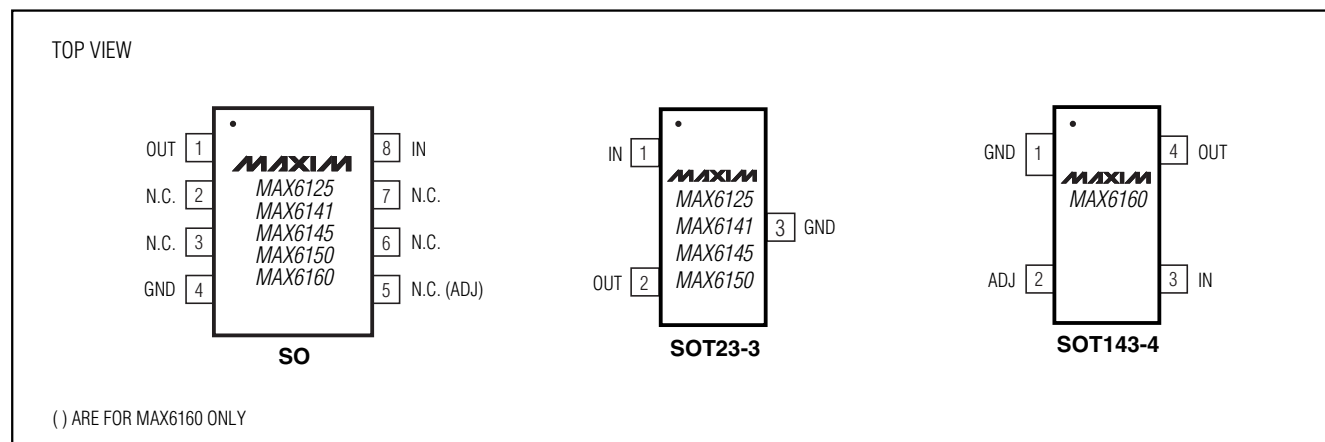 TOP VIEW
OUT 1
N.C. 2
N.C. 3
GND 4
MAXIM
MAX6125
MAX6141
MAX6145
MAX6150
MAX6160
8 IN
7 N.C.
6 N.C.
5 N.C. (ADJ)
SO
IN 1
OUT 2
MAXIM
MAX6125
MAX6141
MAX6145
MAX6150
3 GND
SOT23-3
GND 1
ADJ 2
MAXIM
MAX6160
4 OUT
3 IN
SOT143-4
( ) ARE FOR MAX6160 ONLY